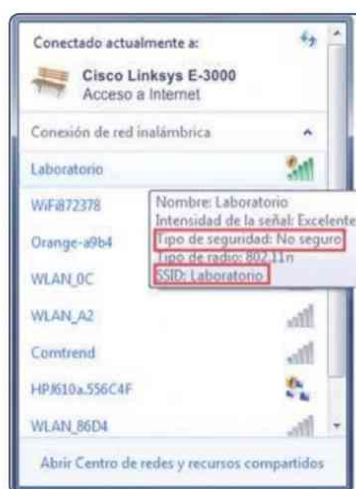 Conectado actualmente a:
Cisco Linksys E-3000
Acceso a Internet
Conexión de red inalámbrica
Laboratorio
WiFi872378
Nombre: Laboratorio
Intensidad de la señal: Excelente
Orange-a9b4
Tipo de seguridad: No seguro
Tipo de radio: 802.11n
WLAN_0C
SSID: Laboratorio
WLAN_A2
Comtrend
HPJ610a.556C4F
WLAN_86D4
Abrir Centro de redes y recursos compartidos